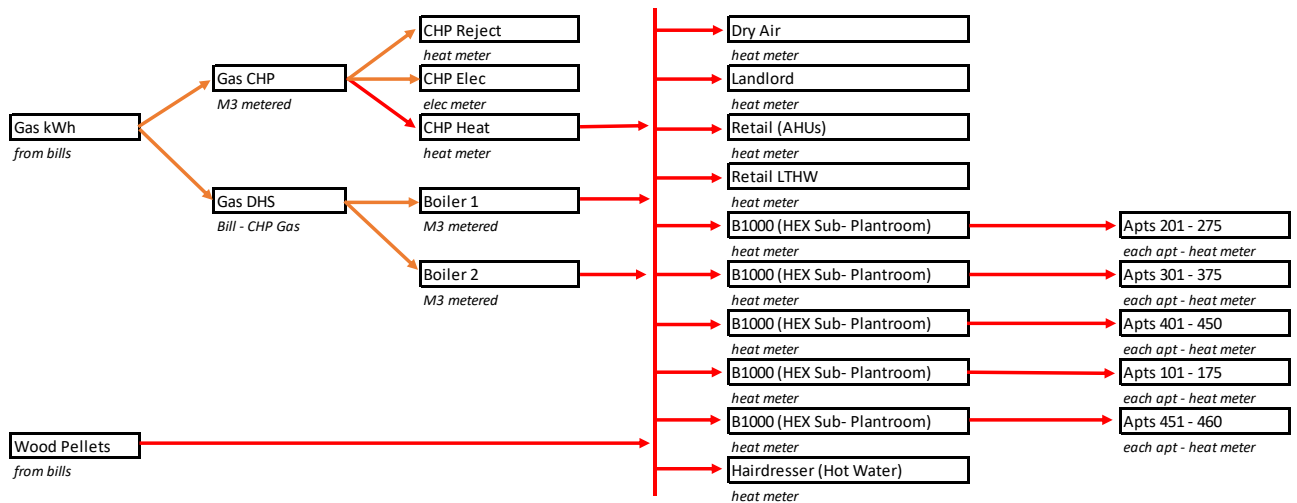 Gas kWh
from bills
Wood Pellets
from bills
Gas CHP
M3 metered
Gas DHS
Bill - CHP Gas
CHP Reject
heat meter
CHP Elec
elec meter
CHP Heat
heat meter
Boiler 1
M3 metered
Boiler 2
M3 metered
Dry Air
heat meter
Landlord
heat meter
Retail (AHUs)
heat meter
Retail LTHW
heat meter
B1000 (HEX Sub- Plantroom)
heat meter
B1000 (HEX Sub- Plantroom)
heat meter
B1000 (HEX Sub- Plantroom)
heat meter
B1000 (HEX Sub- Plantroom)
heat meter
B1000 (HEX Sub- Plantroom)
heat meter
Hairdresser (Hot Water)
heat meter
Apts 201 - 275
each apt - heat meter
Apts 301 - 375
each apt - heat meter
Apts 401 - 450
each apt - heat meter
Apts 101 - 175
each apt - heat meter
Apts 451 - 460
each apt - heat meter